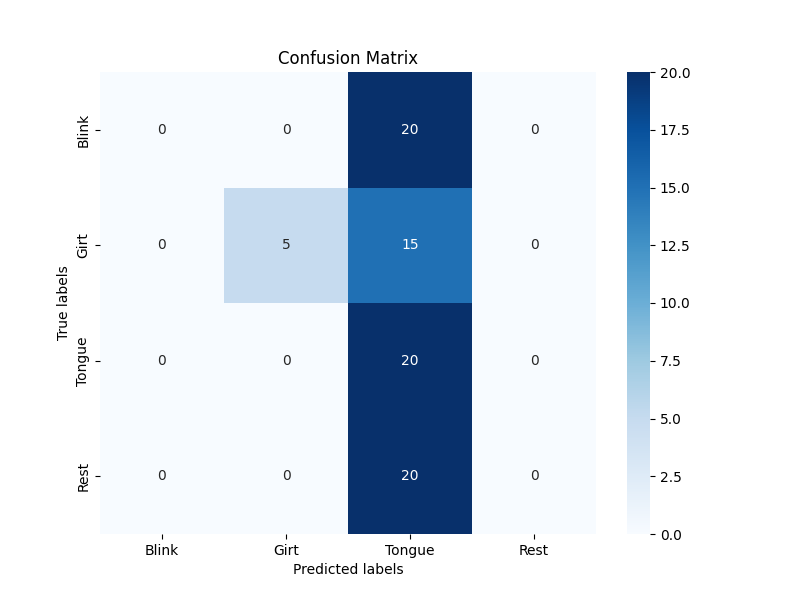 Confusion Matrix
True labels
Blink 0 0 20 0
Girt 0 5 15 0
Tongue 0 0 20 0
Rest 0 0 20 0
Blink Girt Tongue Rest
Predicted labels
20.0
17.5
15.0
12.5
10.0
7.5
5.0
2.5
0.0